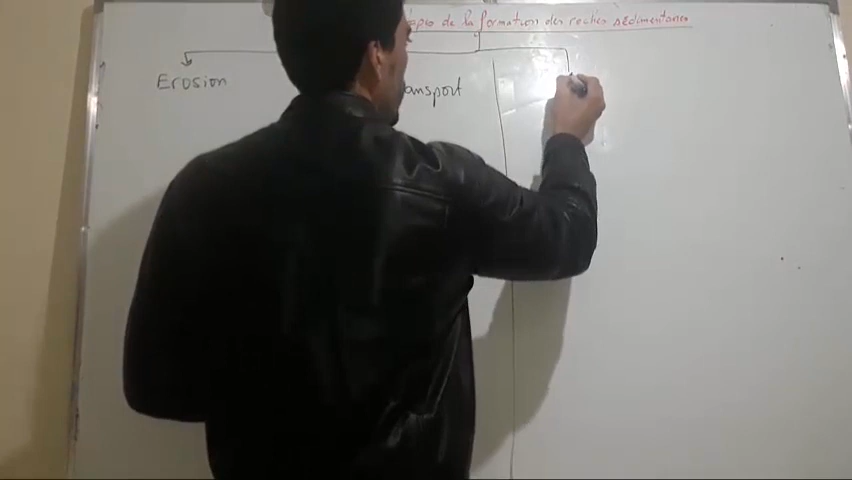 de la formation des roches sédimentaires
Erosion
ansport